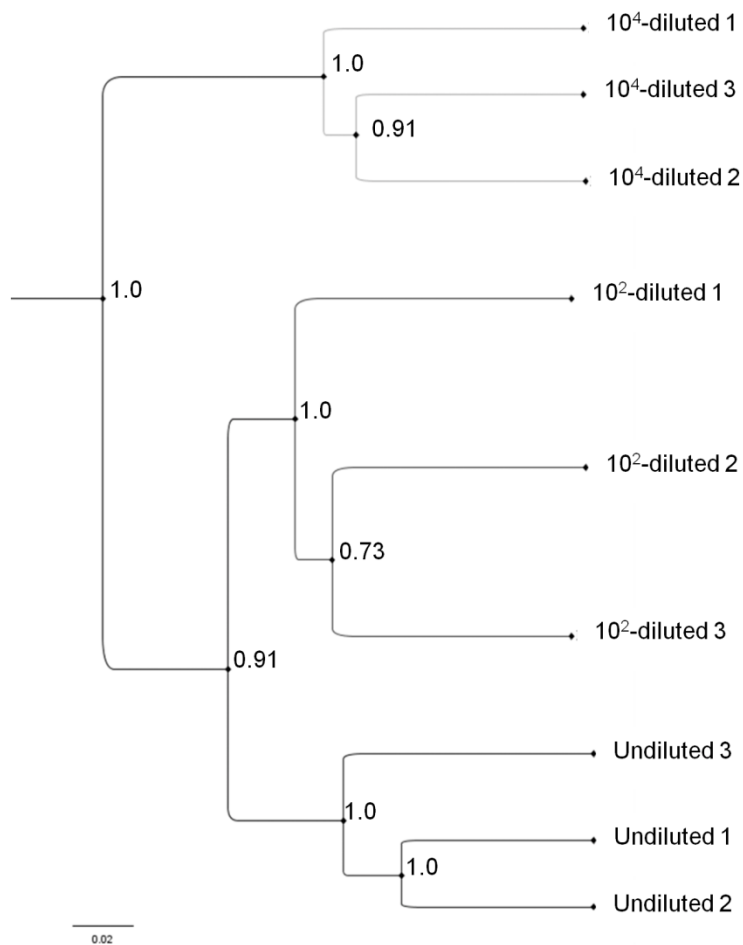 10⁴-diluted 1
1.0
10⁴-diluted 3
0.91
10⁴-diluted 2
1.0
10²-diluted 1
1.0
10²-diluted 2
0.73
10²-diluted 3
0.91
Undiluted 3
1.0
Undiluted 1
1.0
Undiluted 2
0.02